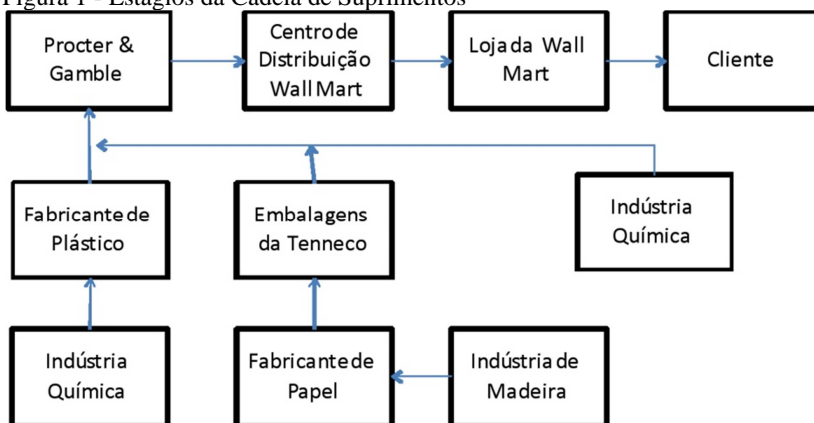 Figura 1 - Estágios da Cadeia de Suprimentos
Procter &
Gamble
Centro de
Distribuição
Wall Mart
Loja da Wall
Mart
Cliente
Fabricante de
Plástico
Embalagens
da Tenneco
Indústria
Química
Indústria
Química
Fabricante de
Papel
Indústria de
Madeira